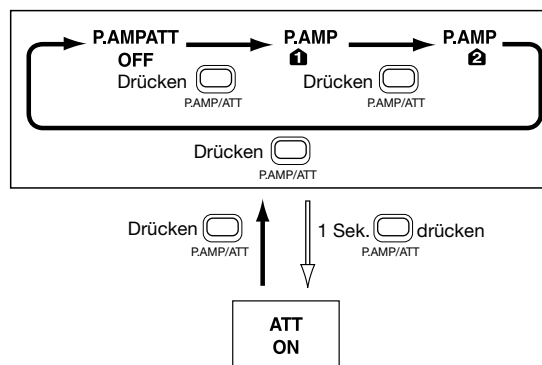 P.AMPATT P.AMP P.AMP
OFF 1 2
Drücken Drücken
P.AMP/ATT P.AMP/ATT
Drücken
P.AMP/ATT
Drücken 1 Sek. drücken
P.AMP/ATT P.AMP/ATT
ATT
ON